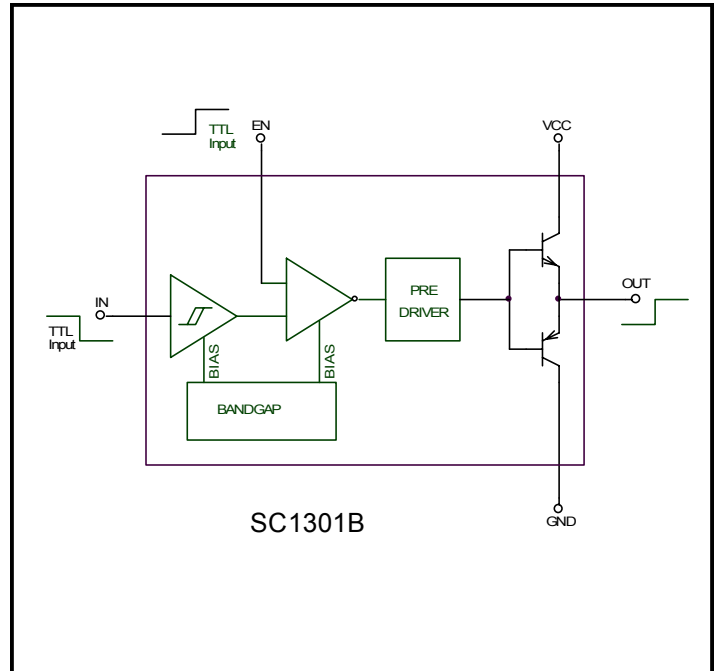 TTL
Input
EN
VCC
IN
TTL
Input
BIAS
BIAS
BANDGAP
PRE
DRIVER
OUT
GND
SC1301B